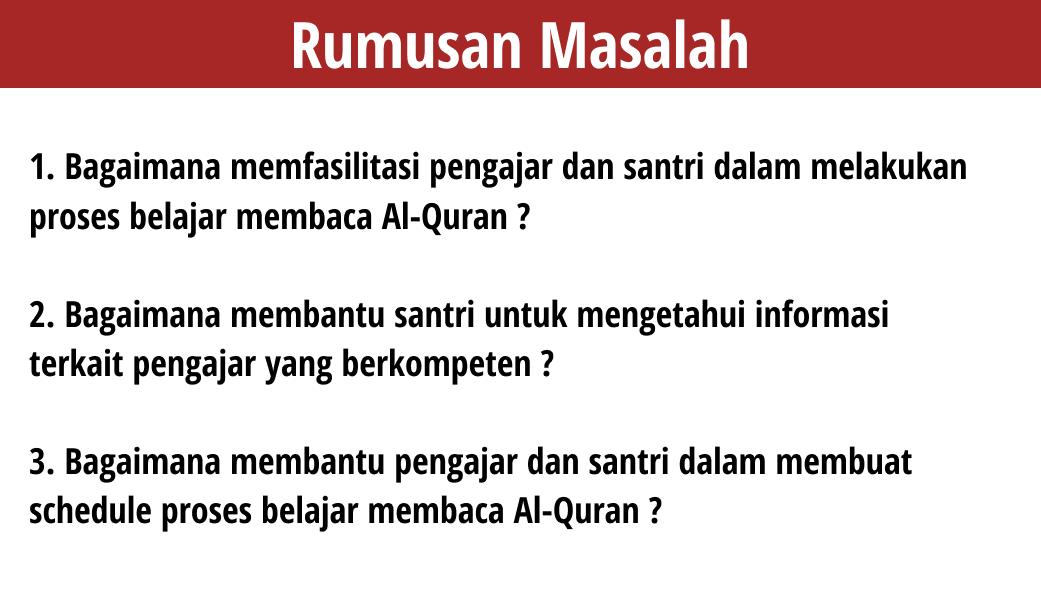 Rumusan Masalah
1. Bagaimana memfasilitasi pengajar dan santri dalam melakukan
proses belajar membaca Al-Quran ?
2. Bagaimana membantu santri untuk mengetahui informasi
terkait pengajar yang berkompeten ?
3. Bagaimana membantu pengajar dan santri dalam membuat
schedule proses belajar membaca Al-Quran ?